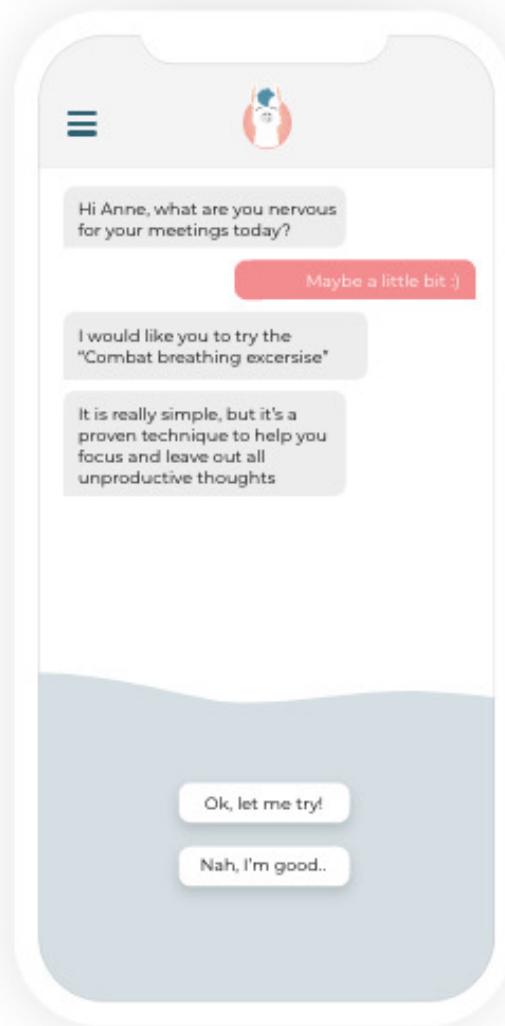 Hi Anne, what are you nervous
for your meetings today?
Maybe a little bit :)
I would like you to try the
"Combat breathing excersise"
It is really simple, but it's a
proven technique to help you
focus and leave out all
unproductive thoughts
Ok, let me try!
Nah, I'm good..